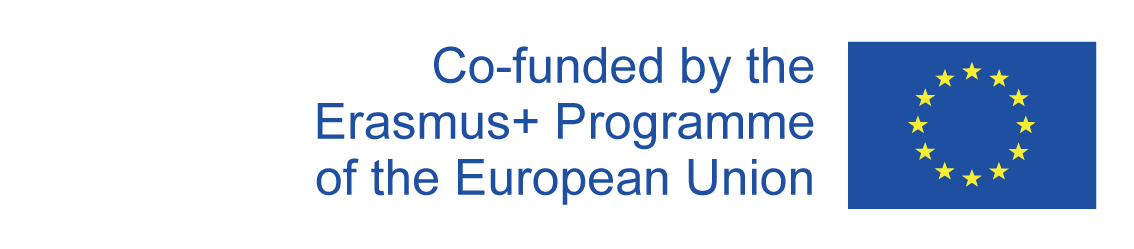 Co-funded by the
Erasmus+ Programme
of the European Union